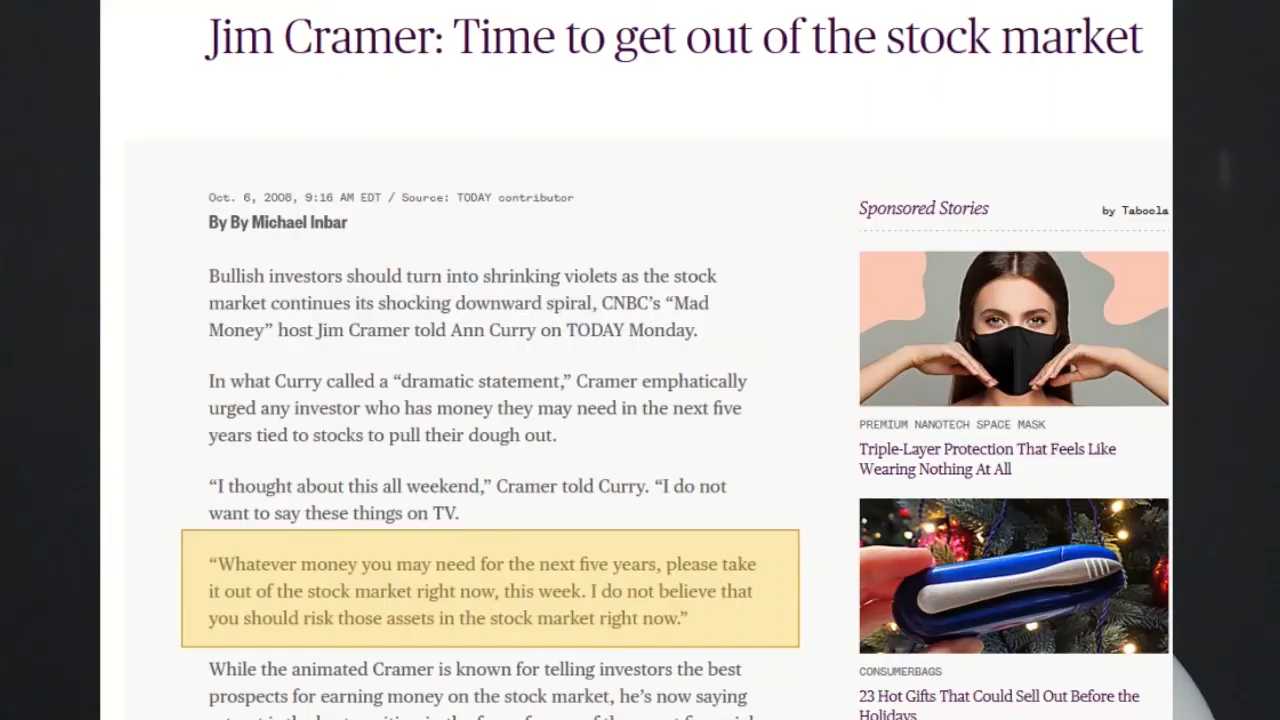 Jim Cramer: Time to get out of the stock market
Oct. 6, 2008, 9:16 AM EDT / Source: TODAY contributor
By By Michael Inbar
Bullish investors should turn into shrinking violets as the stock
market continues its shocking downward spiral, CNBC’s “Mad
Money” host Jim Cramer told Ann Curry on TODAY Monday.
In what Curry called a “dramatic statement,” Cramer emphatically
urged any investor who has money they may need in the next five
years tied to stocks to pull their dough out.
“I thought about this all weekend,” Cramer told Curry. “I do not
want to say these things on TV.
“Whatever money you may need for the next five years, please take
it out of the stock market right now, this week. I do not believe that
you should risk those assets in the stock market right now.”
While the animated Cramer is known for telling investors the best
prospects for earning money on the stock market, he’s now saying
Sponsored Stories
by Taboola
PREMIUM NANOTECH SPACE MASK
Triple-Layer Protection That Feels Like
Wearing Nothing At All
CONSUMERBAGS
23 Hot Gifts That Could Sell Out Before the
Holidays